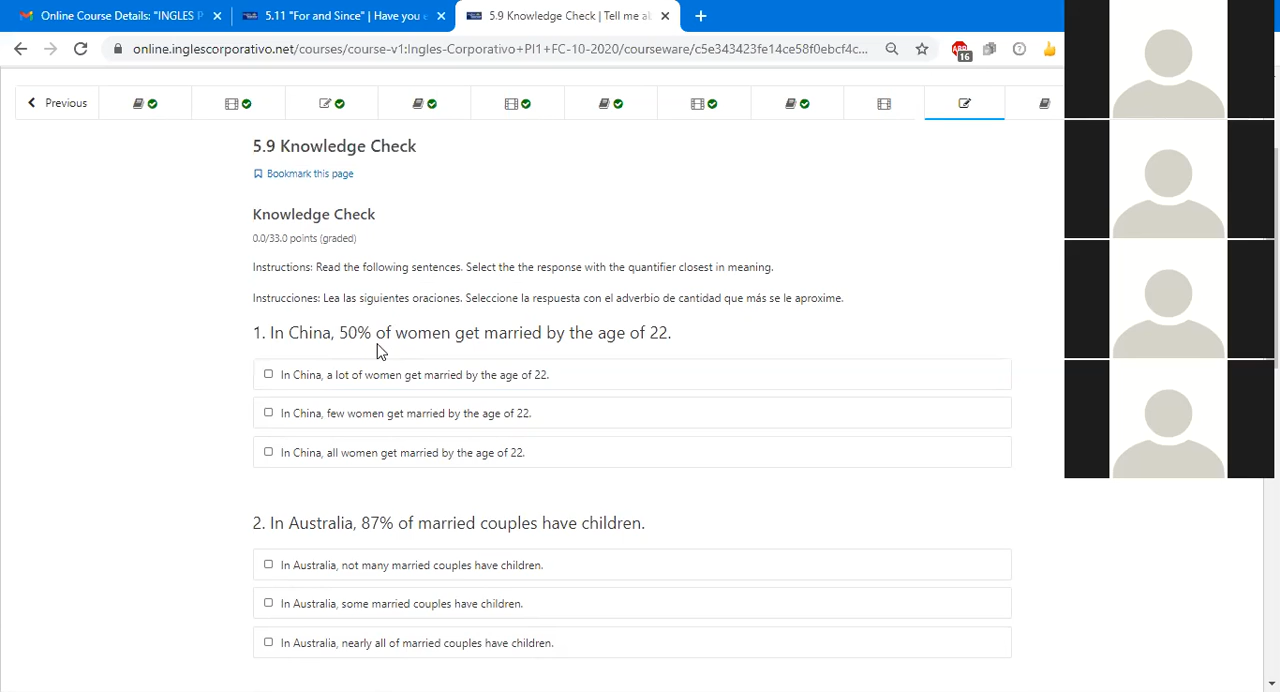 Online Course Details: "INGLES P
5.11 "For and Since" | Have you e
5.9 Knowledge Check | Tell me ab
online.inglescorporativo.net/courses/course-v1:Ingles-Corporativo+PI1+FC-10-2020/courseware/c5e343423fe14ce58f0ebcf4c...
ABP
16
Previous
5.9 Knowledge Check
Bookmark this page
Knowledge Check
0.0/33.0 points (graded)
Instructions: Read the following sentences. Select the the response with the quantifier closest in meaning.
Instrucciones: Lea las siguientes oraciones. Seleccione la respuesta con el adverbio de cantidad que más se le aproxime.
1. In China, 50% of women get married by the age of 22.
In China, a lot of women get married by the age of 22.
In China, few women get married by the age of 22.
In China, all women get married by the age of 22.
2. In Australia, 87% of married couples have children.
In Australia, not many married couples have children.
In Australia, some married couples have children.
In Australia, nearly all of married couples have children.